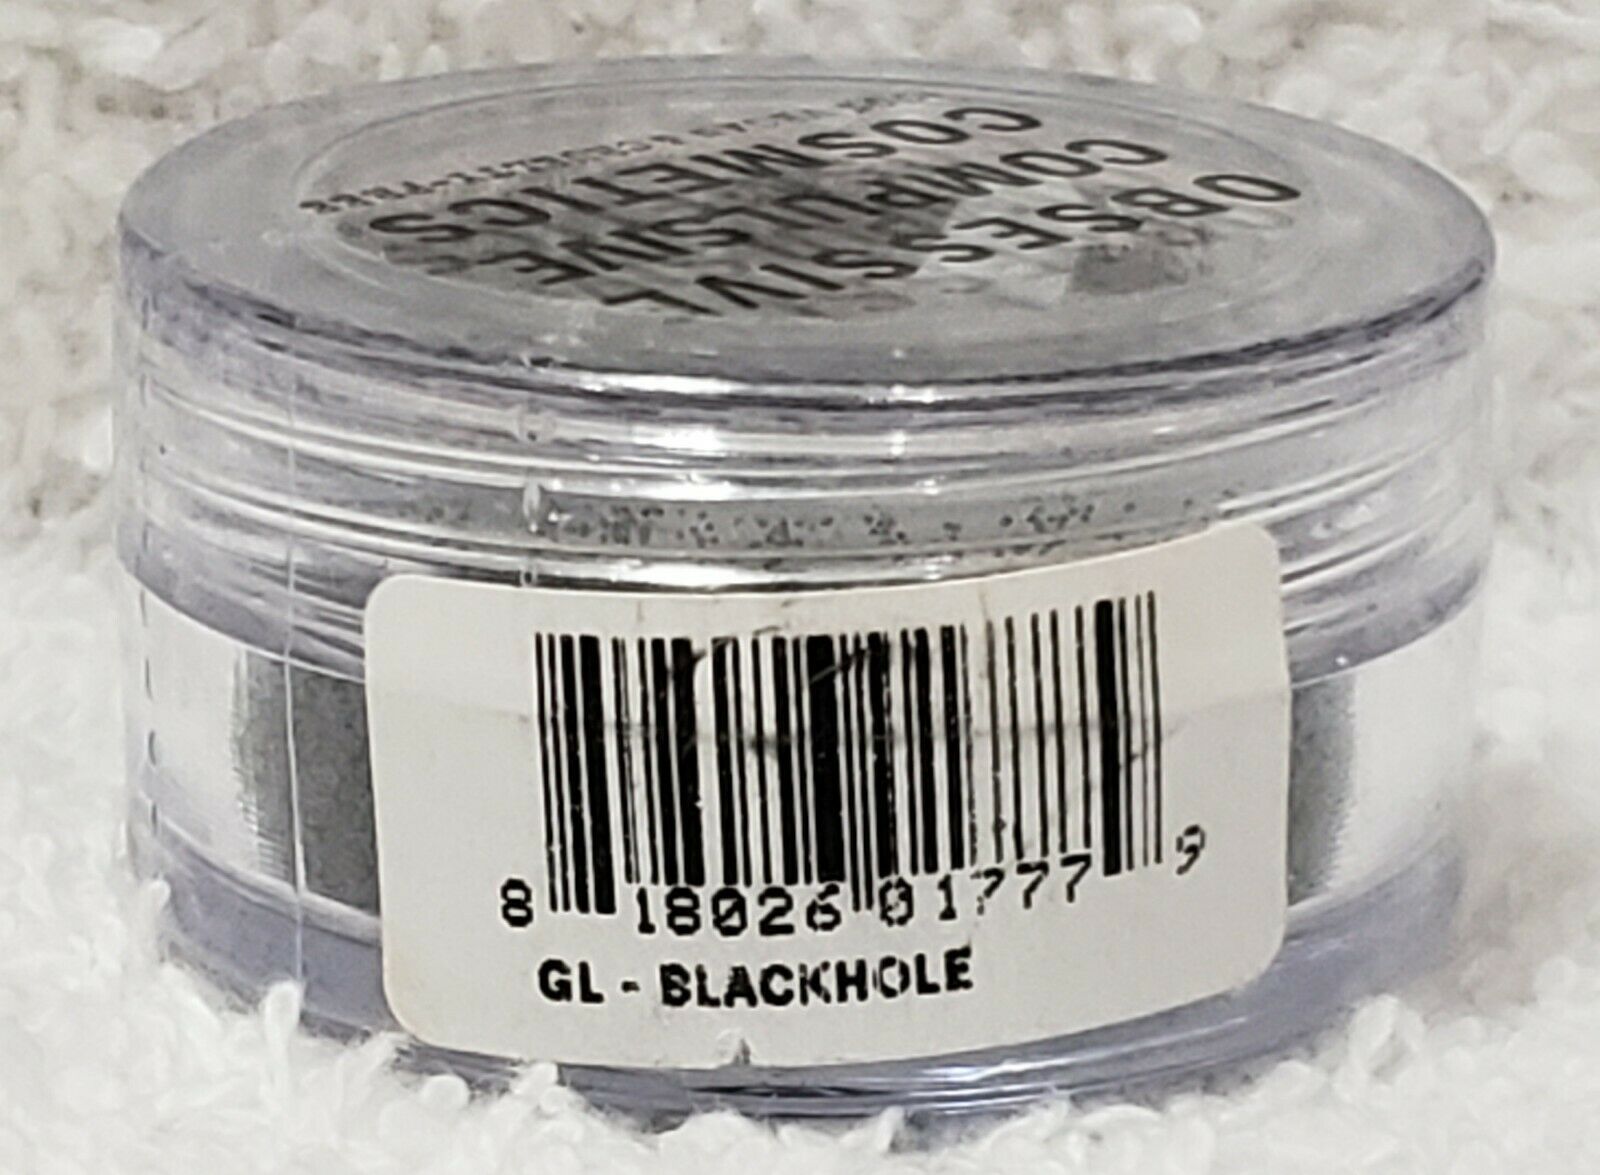 OBSESSIVE
COMPULSIVE
COSMETICS
8 18026 01777 9
GL - BLACKHOLE